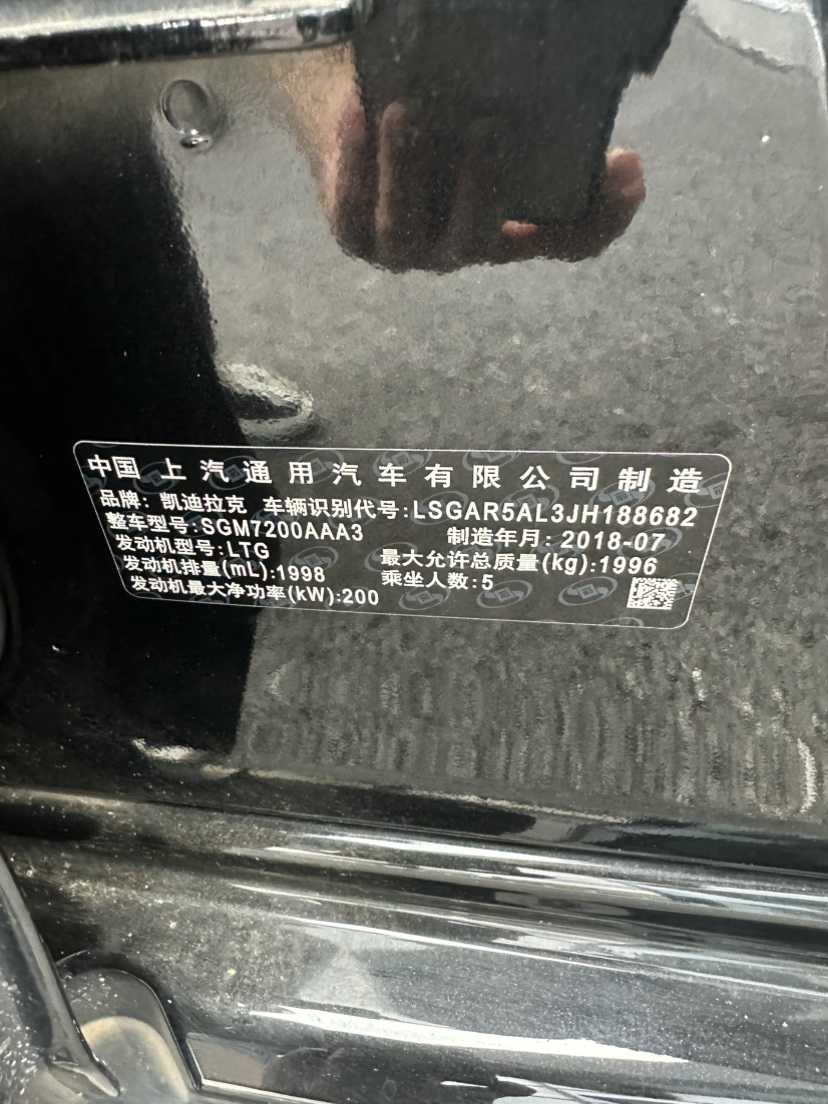 中国 上汽通用汽车有限公司制造
品牌: 凯迪拉克 车辆识别代号:LSGAR5AL3JH188682
整车型号:SGM7200AAA3 制造年月: 2018-07
发动机型号:LTG 最大允许总质量(kg):1996
发动机排量(mL):1998 乘坐人数:5
发动机最大净功率(kW):200